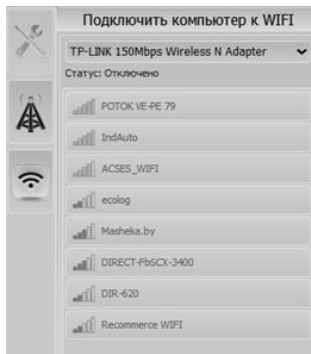 Подключить компьютер к WIFI
TP-LINK 150Mbps Wireless N Adapter
Статус: Отключено
POTOK VE-PE 79
IndAuto
ACSES_WIFI
ecolog
Masheka.by
DIRECT-FbSCX-3400
DIR-620
Recommerce WIFI